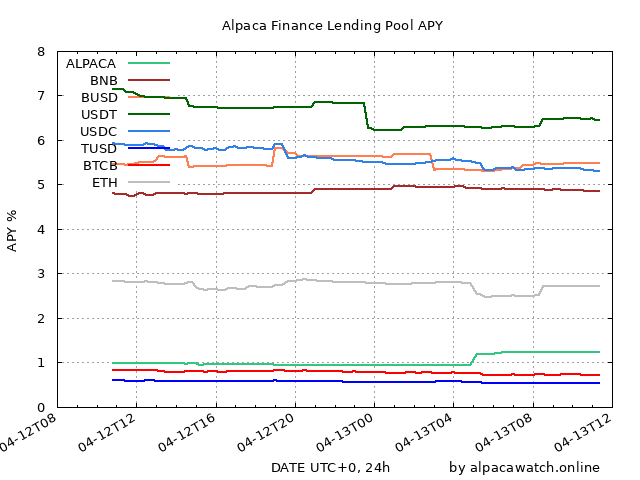 Alpaca Finance Lending Pool APY
8
7
6
5
4
3
2
1
0
APY %
ALPACA
BNB
BUSD
USDT
USDC
TUSD
BTCB
ETH
04-12T08
04-12T12
04-12T16
04-12T20
04-13T00
04-13T04
04-13T08
04-13T12
DATE UTC+0, 24h
by alpacawatch.online